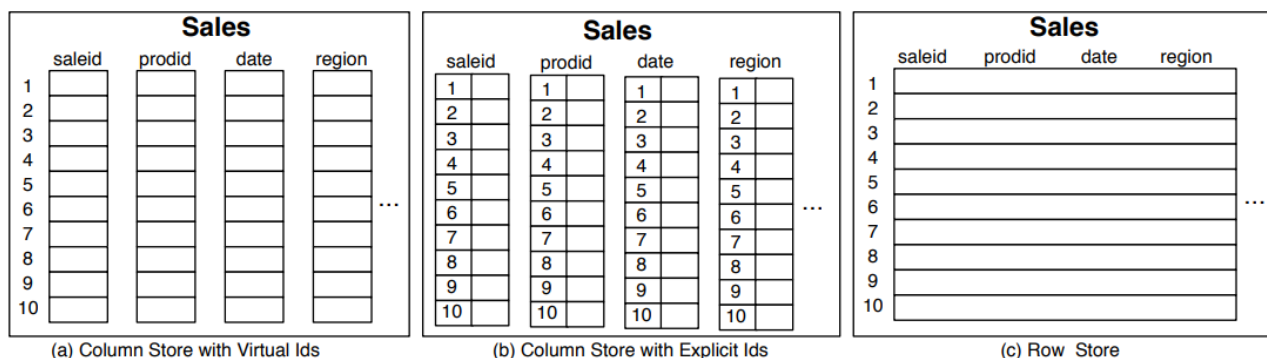 Sales
saleid prodid date region
1
2
3
4
5
6
7
8
9
10
...
(a) Column Store with Virtual Ids
Sales
saleid prodid date region
1 1 1 1
2 2 2 2
3 3 3 3
4 4 4 4
5 5 5 5
6 6 6 6
7 7 7 7
8 8 8 8
9 9 9 9
10 10 10 10
...
(b) Column Store with Explicit Ids
Sales
saleid prodid date region
1
2
3
4
5
6
7
8
9
10
...
(c) Row Store